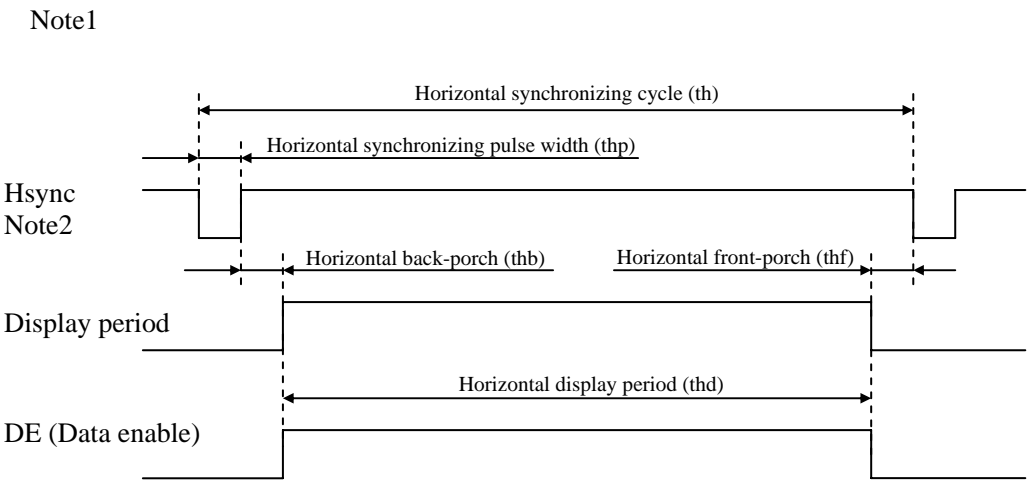 Note1
Horizontal synchronizing cycle (th)
Horizontal synchronizing pulse width (thp)
Hsync
Note2
Horizontal back-porch (thb)
Horizontal front-porch (thf)
Display period
Horizontal display period (thd)
DE (Data enable)